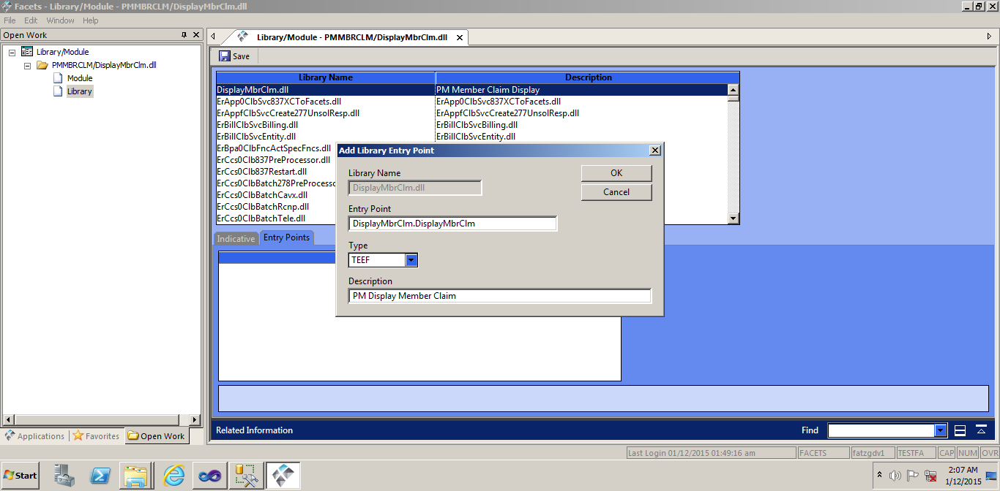 Facets - Library/Module - PMMBRCLM/DisplayMbrClm.dll
File Edit Window Help
Open Work
Library/Module - PMMBRCLM/DisplayMbrClm.dll
Library/Module
PMMBRCLM/DisplayMbrClm.dll
Module
Library
Save
Library Name Description
DisplayMbrClm.dll PM Member Claim Display
ErApp0ClbSvc837XCToFacets.dll ErApp0ClbSvc837XCToFacets.dll
ErAppfClbSvcCreate277UnsolResp.dll ErAppfClbSvcCreate277UnsolResp.dll
ErBillClbSvcBilling.dll ErBillClbSvcBilling.dll
ErBillClbSvcEntity.dll ErBillClbSvcEntity.dll
ErBpa0ClbFncActSpecFncs.dll
ErCcs0Clb837PreProcessor.dll
ErCcs0Clb837Restart.dll
ErCcs0ClbBatch278PreProcesso
ErCcs0ClbBatchCavx.dll
ErCcs0ClbBatchRcnp.dll
ErCcs0ClbBatchTele.dll
Add Library Entry Point
Library Name
DisplayMbrClm.dll
OK
Cancel
Entry Point
DisplayMbrClm.DisplayMbrClm
Type
TEEF
Description
PM Display Member Claim
Indicative Entry Points
Related Information Find
Applications Favorites Open Work
Last Login 01/12/2015 01:49:16 am FACETS fatzgdv1 TESTFA CAP NUM OVR
Start
2:07 AM
1/12/2015